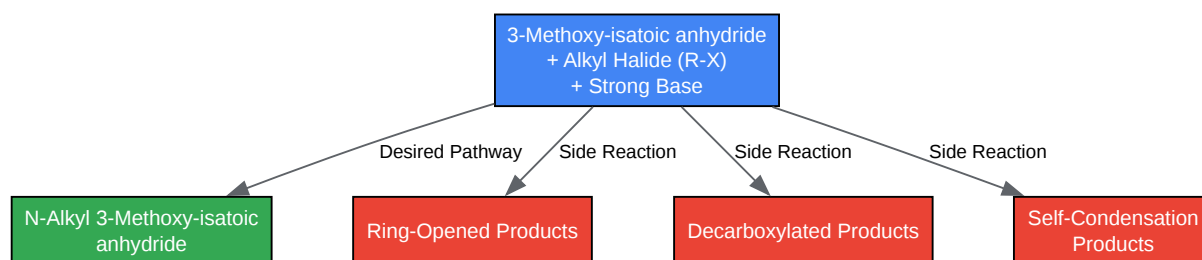 3-Methoxy-isatoic anhydride
+ Alkyl Halide (R-X)
+ Strong Base
Desired Pathway
Side Reaction
Side Reaction
Side Reaction
N-Alkyl 3-Methoxy-isatoic
anhydride
Ring-Opened Products
Decarboxylated Products
Self-Condensation
Products